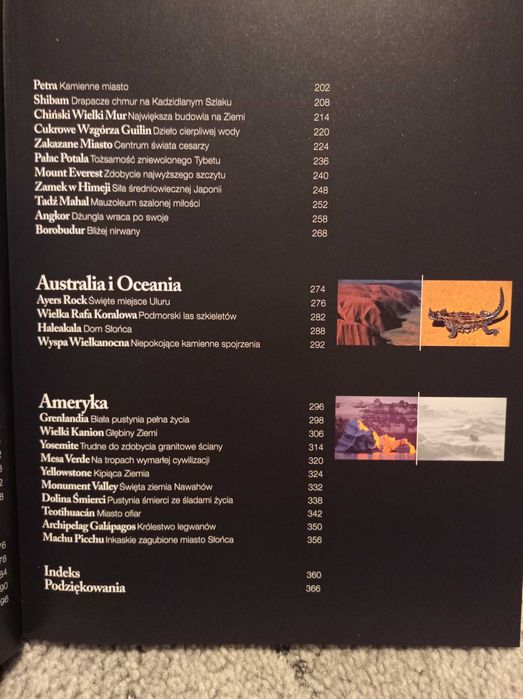 Petra Kamienne miasto 202
Shibam Drapacze chmur na Kadzidlanym Szlaku 208
Chiński Wielki Mur Największa budowla na Ziemi 214
Cukrowe Wzgórza Guilin Dzieło cierpliwej wody 220
Zakazane Miasto Centrum świata cesarzy 224
Pałac Potala Tożsamość zniewolonego Tybetu 236
Mount Everest Zdobycie najwyższego szczytu 240
Zamek w Himeji Siła średniowiecznej Japonii 248
Tadź Mahal Mauzoleum szalonej miłości 252
Angkor Dżungla wraca po swoje 258
Borobudur Bliżej nirwany 268
Australia i Oceania 274
Ayers Rock Święte miejsce Uluru 276
Wielka Rafa Koralowa Podmorski las szkieletów 282
Haleakala Dom Słońca 288
Wyspa Wielkanocna Niepokojące kamienne spojrzenia 292
Ameryka 296
Grenlandia Biała pustynia pełna życia 298
Wielki Kanion Głębiny Ziemi 306
Yosemite Trudne do zdobycia granitowe ściany 314
Mesa Verde Na tropach wymarłej cywilizacji 320
Yellowstone Kipiąca Ziemia 324
Monument Valley Święta ziemia Nawahów 332
Dolina Śmierci Pustynia śmierci ze śladami życia 338
Teotihuacán Miasto ofiar 342
Archipelag Galápagos Królestwo legwanów 350
Machu Picchu Inkaskie zagubione miasto Słońca 356
Indeks 360
Podziękowania 366